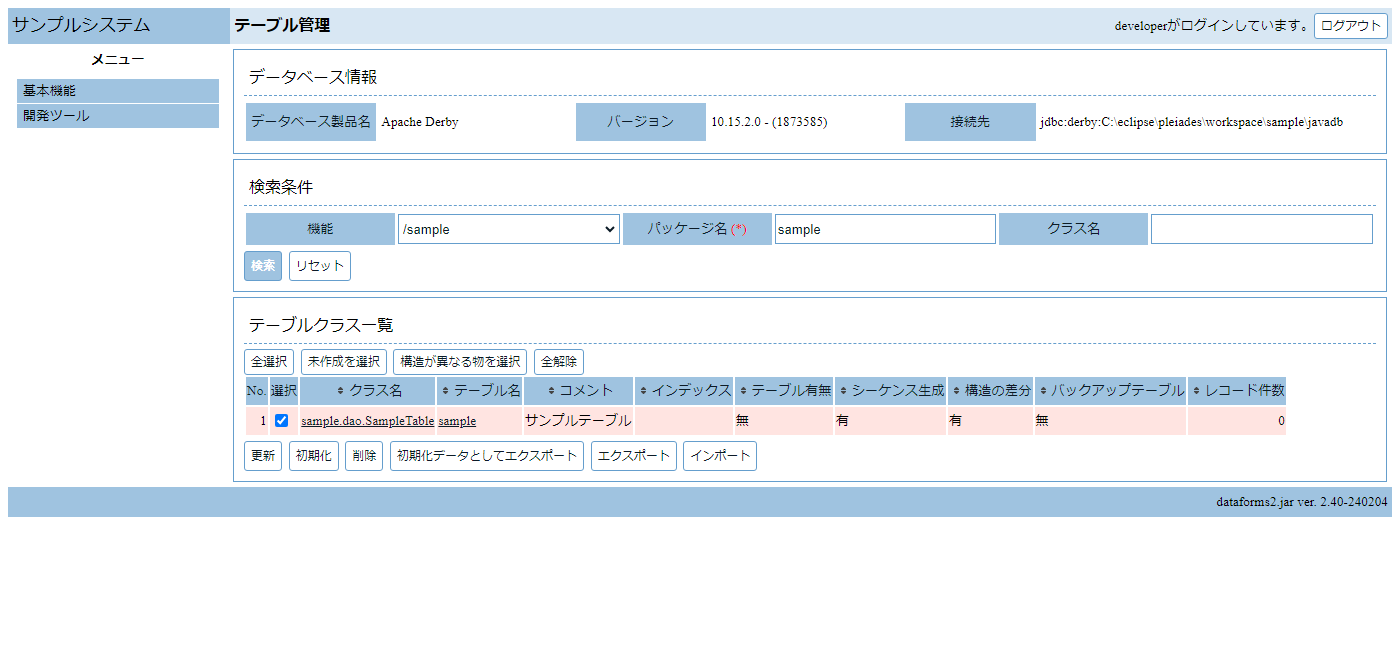 サンプルシステム
テーブル管理
developerがログインしています。 ログアウト
メニュー
基本機能
開発ツール
データベース情報
データベース製品名 Apache Derby バージョン 10.15.2.0 - (1873585) 接続先 jdbc:derby:C:\eclipse\pleiades\workspace\sample\javadb
検索条件
機能 /sample パッケージ名 (*) sample クラス名
検索 リセット
テーブルクラス一覧
全選択 未作成を選択 構造が異なる物を選択 全解除
No. 選択 クラス名 テーブル名 コメント インデックス テーブル有無 シーケンス生成 構造の差分 バックアップテーブル レコード件数
1 sample.dao.SampleTable sample サンプルテーブル 無 有 有 無 0
更新 初期化 削除 初期化データとしてエクスポート エクスポート インポート
dataforms2.jar ver. 2.40-240204